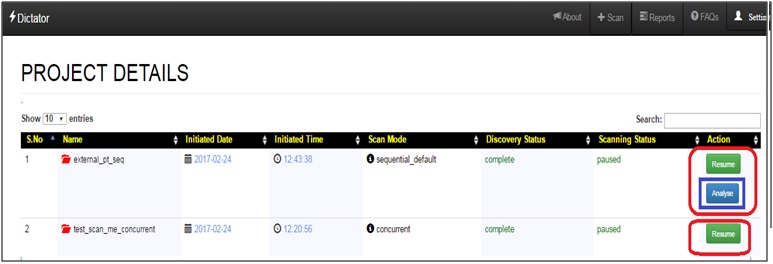 Dictator About Scan Reports FAQs Settin
PROJECT DETAILS
Show 10 entries Search:
S.No Name Initiated Date Initiated Time Scan Mode Discovery Status Scanning Status Action
1 external_pt_seq 2017-02-24 12:43:38 sequential_default complete paused Resume
Analyse
2 test_scan_me_concurrent 2017-02-24 12:20:56 concurrent complete paused Resume